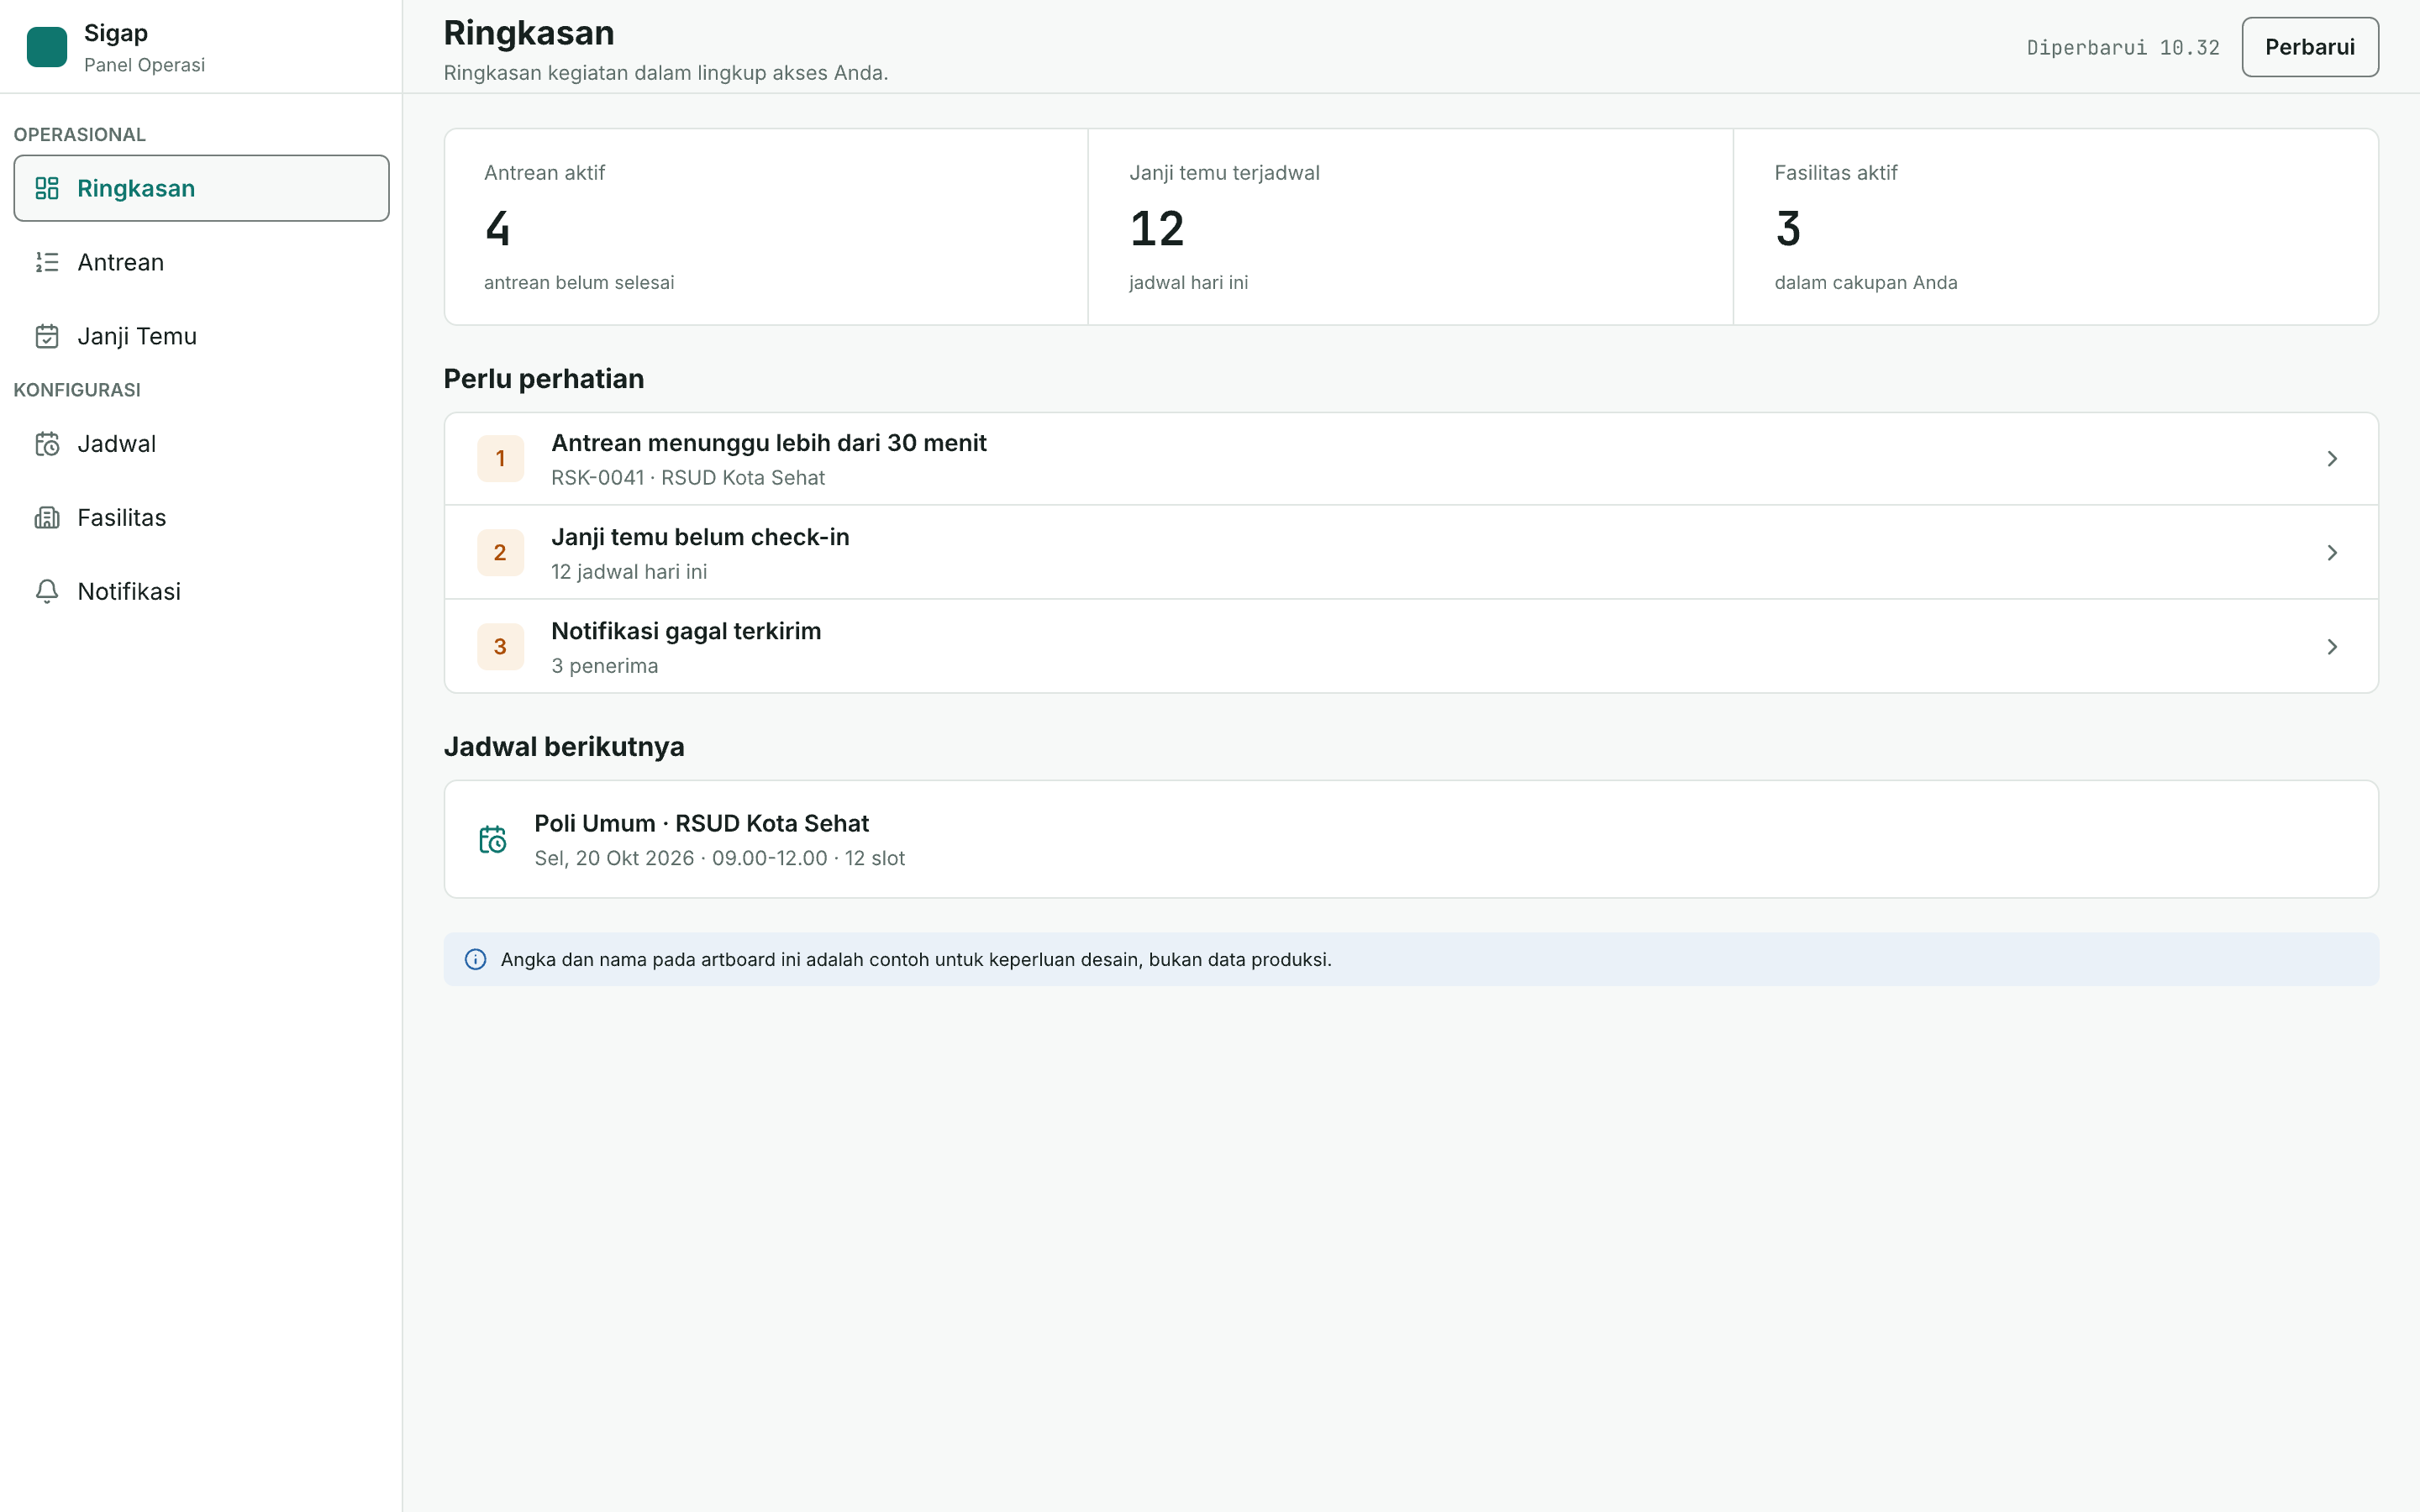 Sigap
Panel Operasi
OPERASIONAL
Ringkasan
Antrean
Janji Temu
KONFIGURASI
Jadwal
Fasilitas
Notifikasi
Ringkasan
Ringkasan kegiatan dalam lingkup akses Anda.
Diperbarui 10.32
Perbarui
Antrean aktif
4
antrean belum selesai
Janji temu terjadwal
12
jadwal hari ini
Fasilitas aktif
3
dalam cakupan Anda
Perlu perhatian
1
Antrean menunggu lebih dari 30 menit
RSK-0041 · RSUD Kota Sehat
2
Janji temu belum check-in
12 jadwal hari ini
3
Notifikasi gagal terkirim
3 penerima
Jadwal berikutnya
Poli Umum · RSUD Kota Sehat
Sel, 20 Okt 2026 · 09.00-12.00 · 12 slot
Angka dan nama pada artboard ini adalah contoh untuk keperluan desain, bukan data produksi.